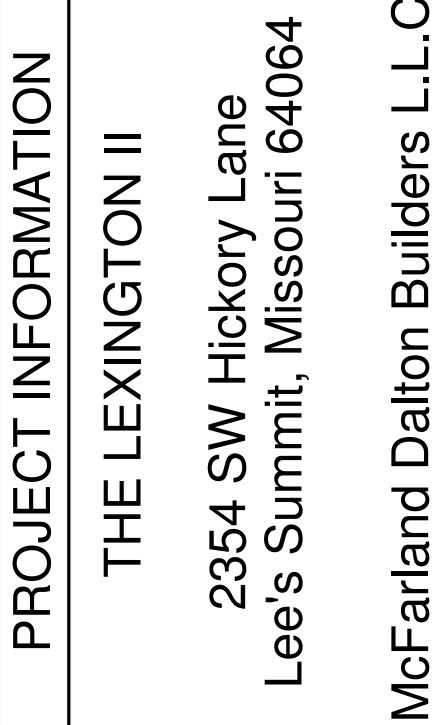 PROJECT INFORMATION
THE LEXINGTON II
2354 SW Hickory Lane
Lee's Summit, Missouri 64064
McFarland Dalton Builders L.L.C